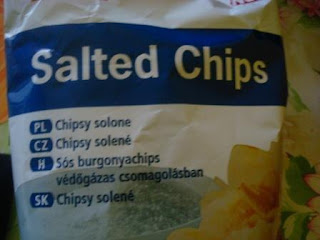 Salted Chips
PL Chipsy solone
CZ Chipsy solené
H Sós burgonyachips
védőgázas csomagolásban
SK Chipsy solené